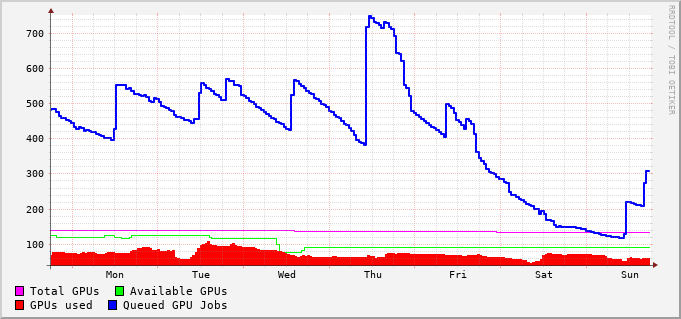 RRDTOOL / TOBI OETIKER
700
600
500
400
300
200
100
Mon Tue Wed Thu Fri Sat Sun
Total GPUs Available GPUs
GPUs used Queued GPU Jobs